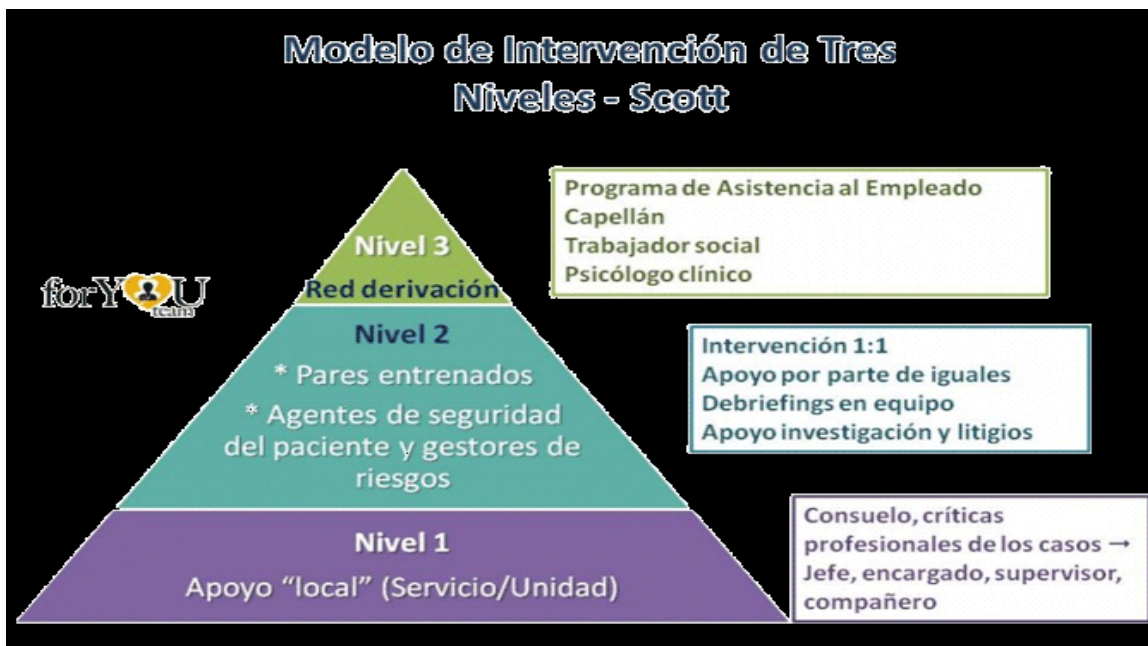 Modelo de Intervención de Tres
Niveles - Scott
forYOU
team
Nivel 3
Red derivación
Programa de Asistencia al Empleado
Capellán
Trabajador social
Psicólogo clínico
Nivel 2
* Pares entrenados
* Agentes de seguridad
del paciente y gestores de
riesgos
Intervención 1:1
Apoyo por parte de iguales
Debriefings en equipo
Apoyo investigación y litigios
Nivel 1
Apoyo “local” (Servicio/Unidad)
Consuelo, críticas
profesionales de los casos →
Jefe, encargado, supervisor,
compañero